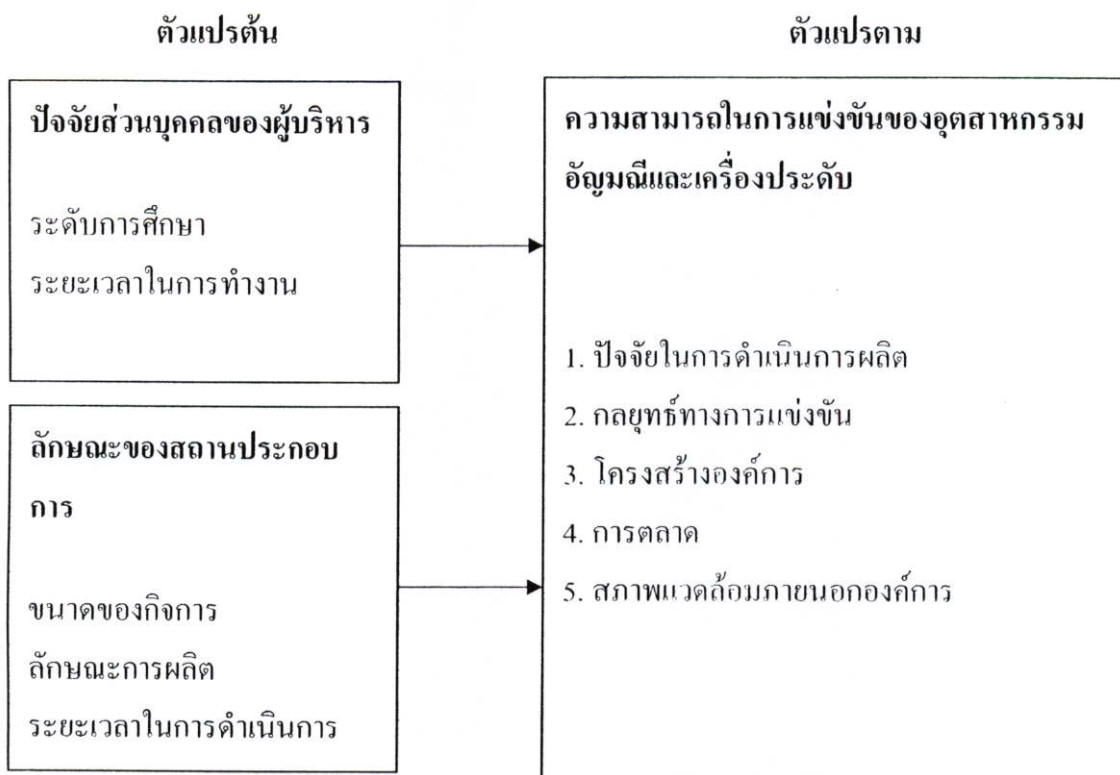 ตัวแปรต้น
ตัวแปรตาม
ปัจจัยส่วนบุคคลของผู้บริหาร
ระดับการศึกษา
ระยะเวลาในการทำงาน
ลักษณะของสถานประกอบ
การ
ขนาดของกิจการ
ลักษณะการผลิต
ระยะเวลาในการดำเนินการ
ความสามารถในการแข่งขันของอุตสาหกรรม
อัญมณีและเครื่องประดับ
1. ปัจจัยในการดำเนินการผลิต
2. กลยุทธ์ทางการแข่งขัน
3. โครงสร้างองค์การ
4. การตลาด
5. สภาพแวดล้อมภายนอกองค์การ